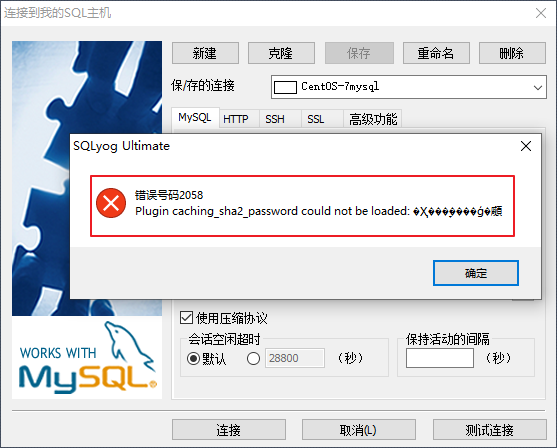 连接到我的SQL主机
新建
克隆
保存
重命名
删除
保/存的连接
CentOS-7mysql
MySQL
HTTP
SSH
SSL
高级功能
SQLyog Ultimate
错误号码2058
Plugin caching_sha2_password could not be loaded:
确定
使用压缩协议
会话空闲超时
默认
28800
（秒）
保持活动的间隔
（秒）
WORKS WITH
MySQL
连接
取消(L)
测试连接